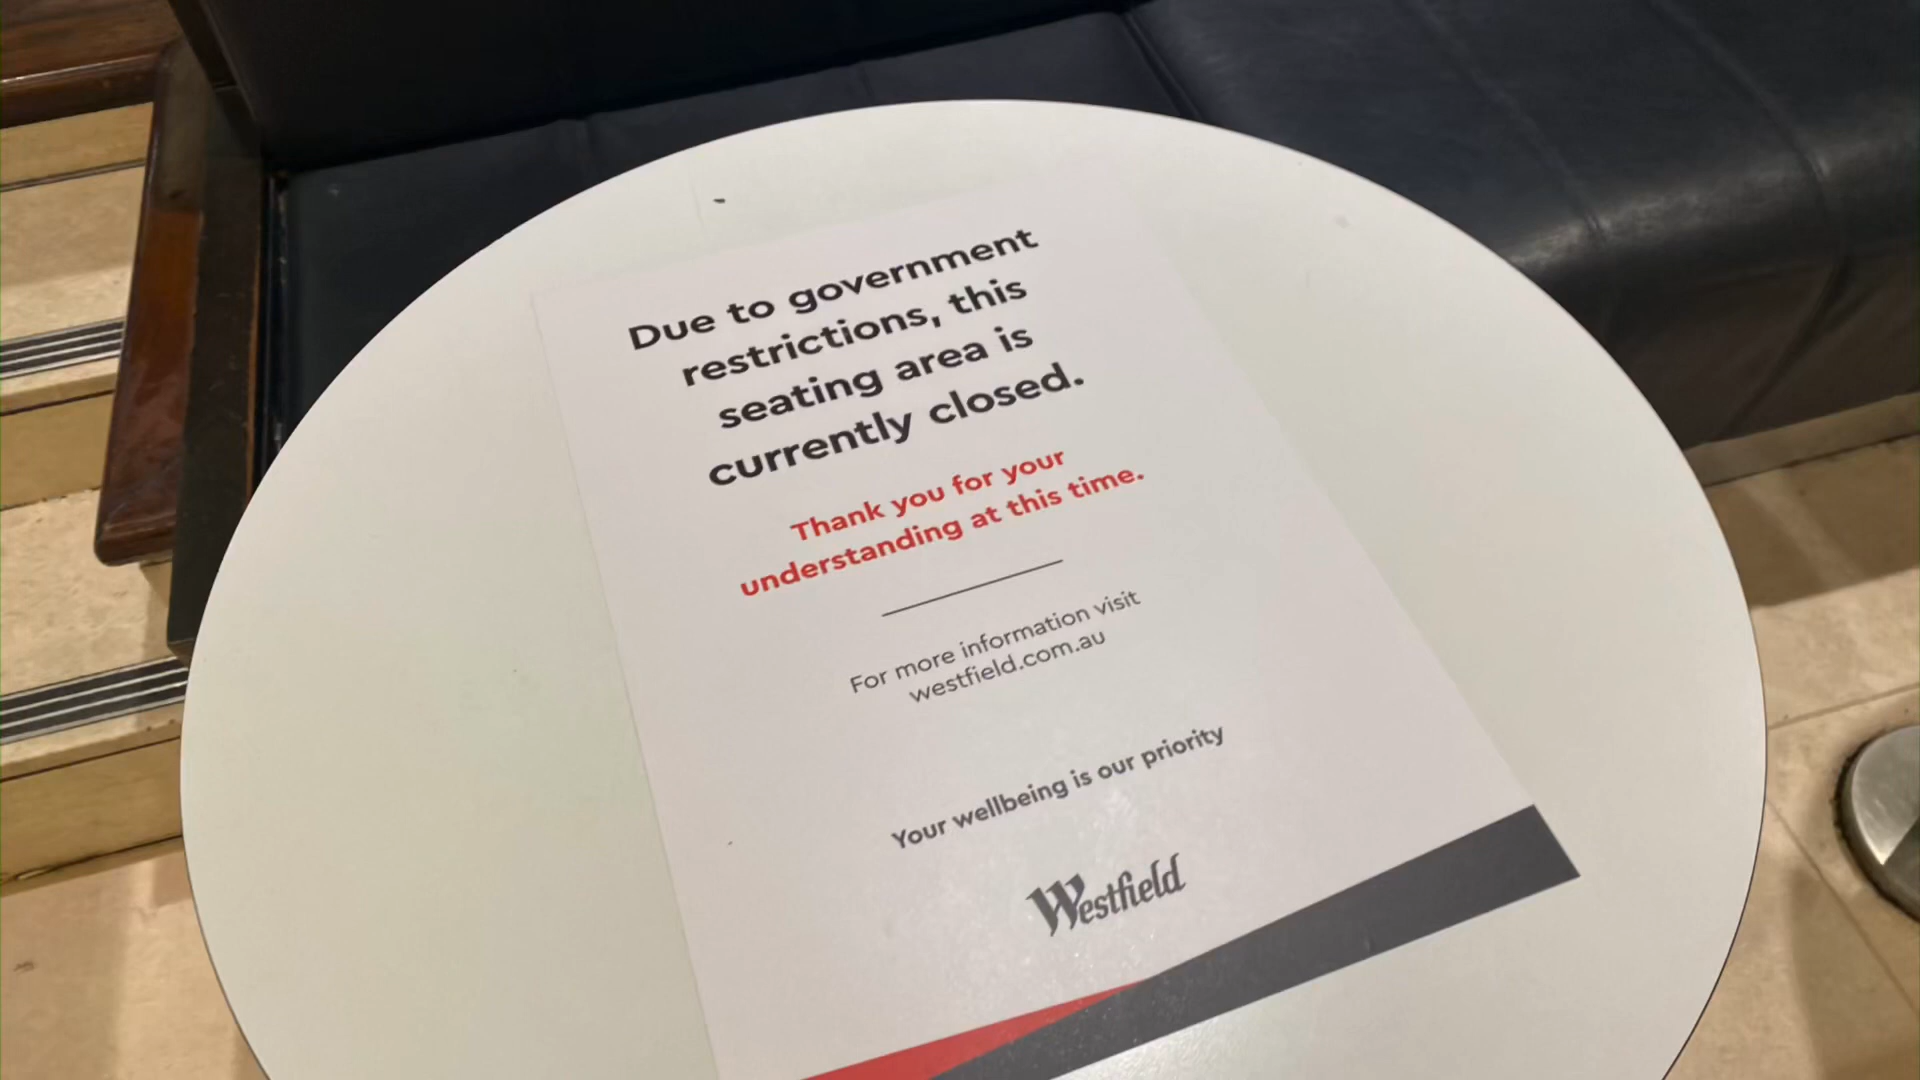 Due to government
restrictions, this
seating area is
currently closed.
Thank you for your
understanding at this time.
For more information visit
westfield.com.au
Your wellbeing is our priority
Westfield